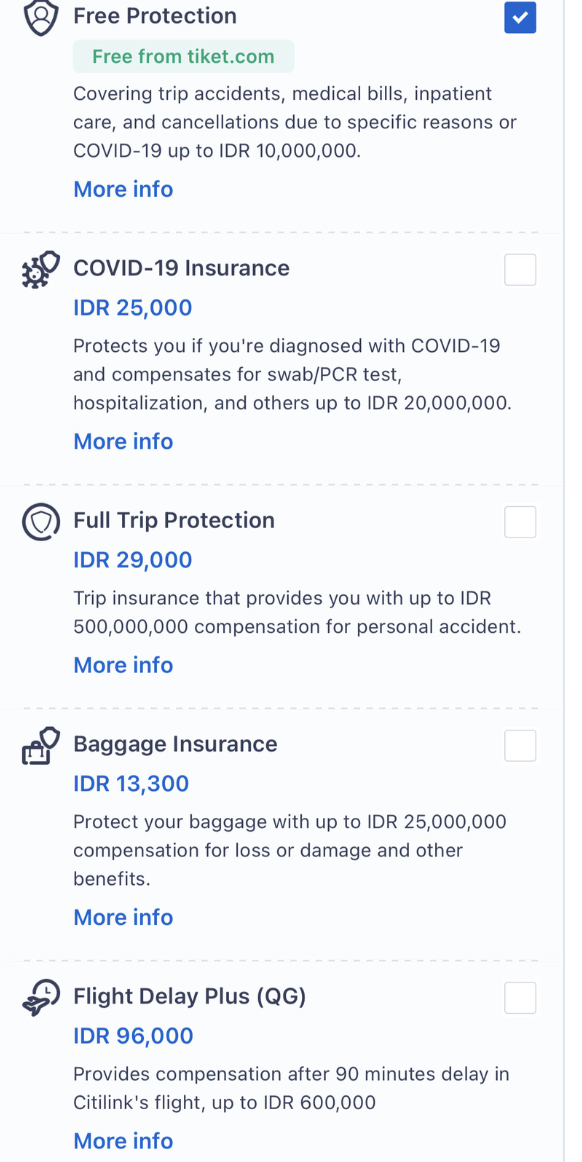 Free Protection
Free from tiket.com
Covering trip accidents, medical bills, inpatient
care, and cancellations due to specific reasons or
COVID-19 up to IDR 10,000,000.
More info
COVID-19 Insurance
IDR 25,000
Protects you if you're diagnosed with COVID-19
and compensates for swab/PCR test,
hospitalization, and others up to IDR 20,000,000.
More info
Full Trip Protection
IDR 29,000
Trip insurance that provides you with up to IDR
500,000,000 compensation for personal accident.
More info
Baggage Insurance
IDR 13,300
Protect your baggage with up to IDR 25,000,000
compensation for loss or damage and other
benefits.
More info
Flight Delay Plus (QG)
IDR 96,000
Provides compensation after 90 minutes delay in
Citilink's flight, up to IDR 600,000
More info